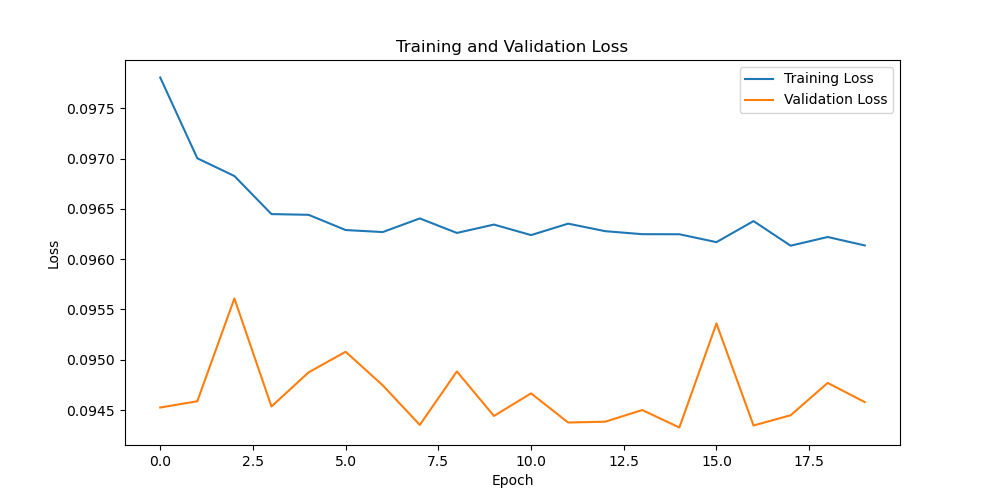 Training and Validation Loss
Training Loss
Validation Loss
0.0975
0.0970
0.0965
0.0960
0.0955
0.0950
0.0945
Loss
0.0 2.5 5.0 7.5 10.0 12.5 15.0 17.5
Epoch